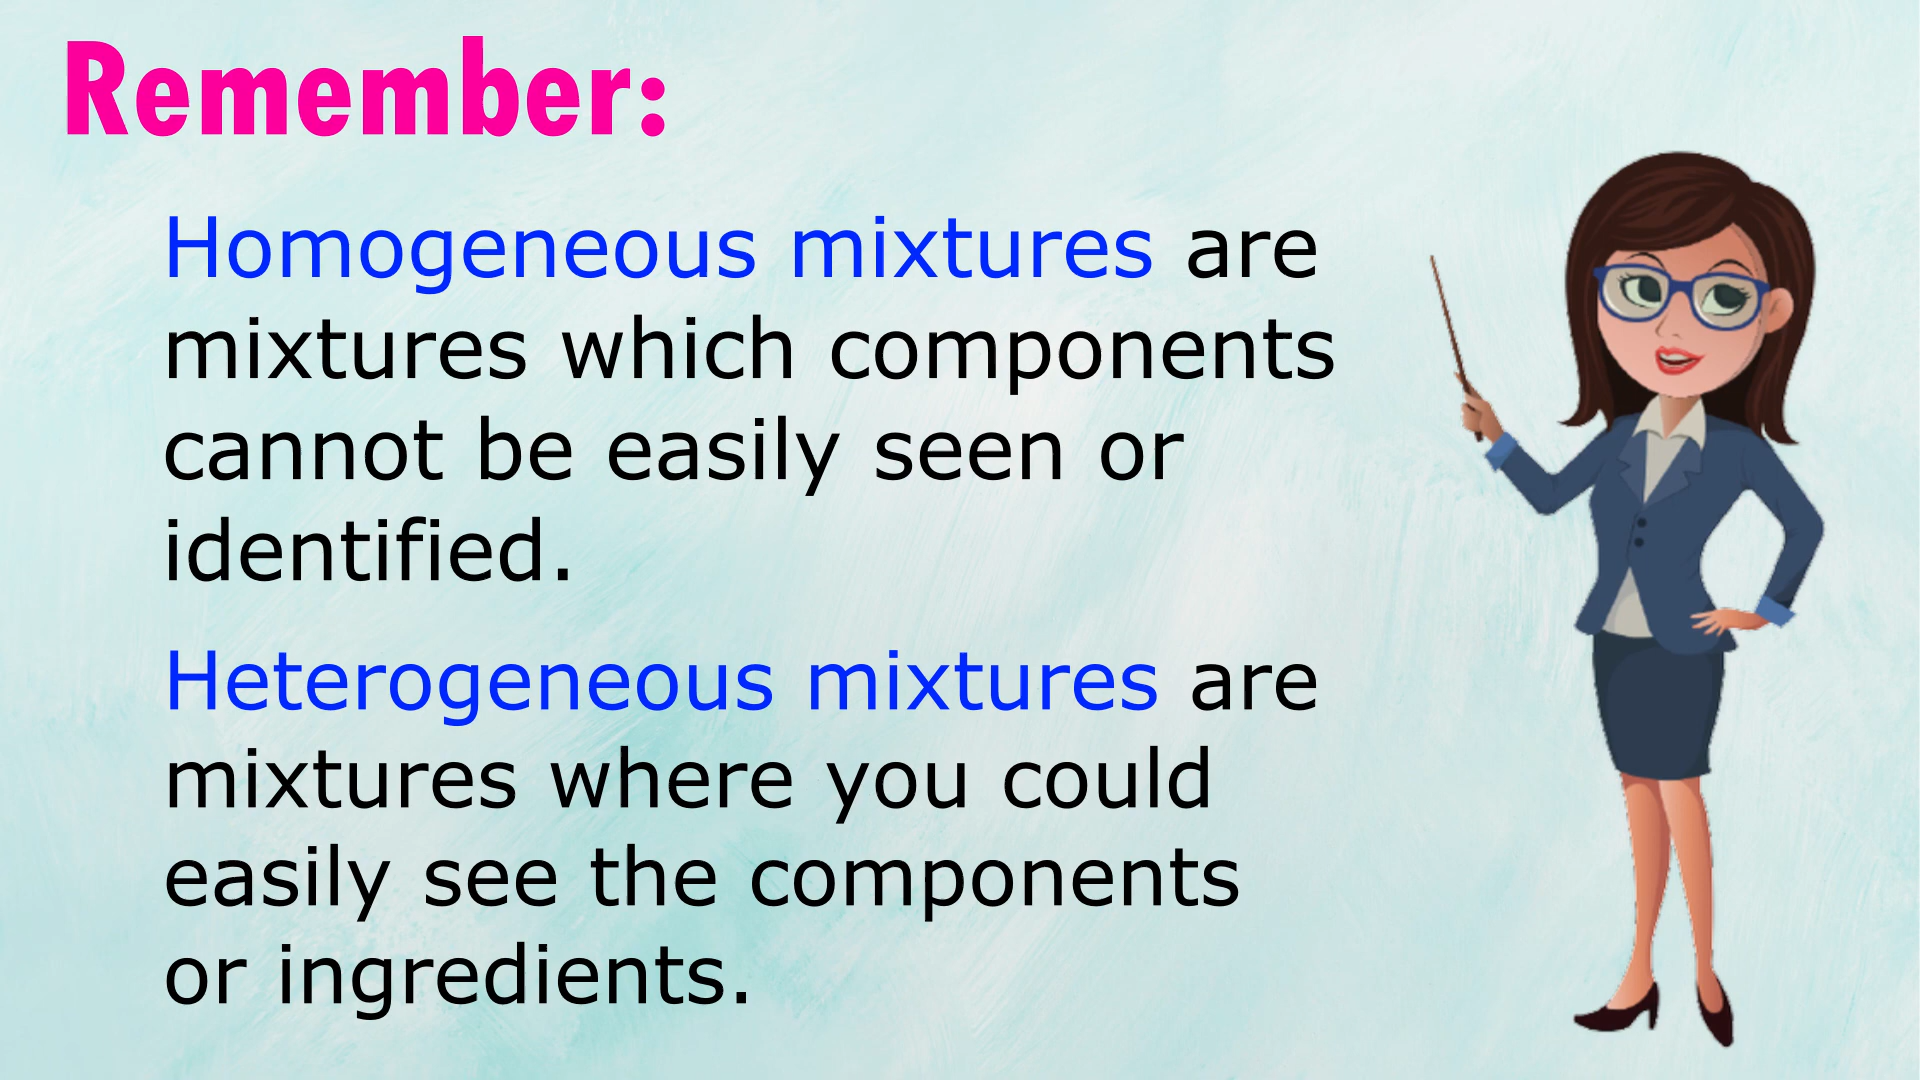 Remember:
Homogeneous mixtures are
mixtures which components
cannot be easily seen or
identified.
Heterogeneous mixtures are
mixtures where you could
easily see the components
or ingredients.